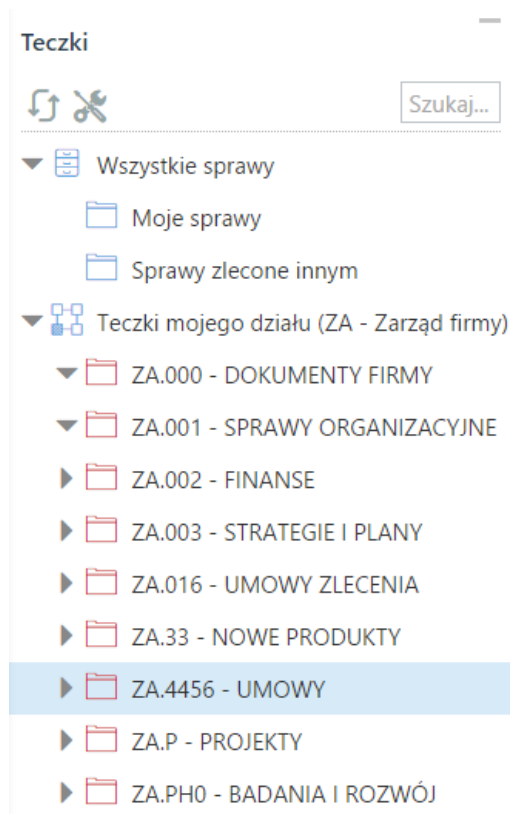 Teczki
Szukaj...
Wszystkie sprawy
Moje sprawy
Sprawy zlecone innym
Teczki mojego działu (ZA - Zarząd firmy)
ZA.000 - DOKUMENTY FIRMY
ZA.001 - SPRAWY ORGANIZACYJNE
ZA.002 - FINANSE
ZA.003 - STRATEGIE I PLANY
ZA.016 - UMOWY ZLECENIA
ZA.33 - NOWE PRODUKTY
ZA.4456 - UMOWY
ZA.P - PROJEKTY
ZA.PH0 - BADANIA I ROZWÓJ